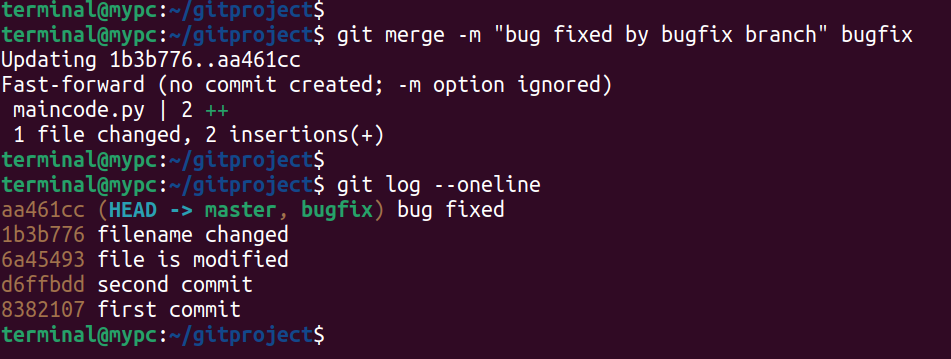 terminal@mypc:~/gitproject$
terminal@mypc:~/gitproject$ git merge -m "bug fixed by bugfix branch" bugfix
Updating 1b3b776..aa461cc
Fast-forward (no commit created; -m option ignored)
 maincode.py | 2 ++
 1 file changed, 2 insertions(+)
terminal@mypc:~/gitproject$
terminal@mypc:~/gitproject$ git log --oneline
aa461cc (HEAD -> master, bugfix) bug fixed
1b3b776 filename changed
6a45493 file is modified
d6ffbdd second commit
8382107 first commit
terminal@mypc:~/gitproject$